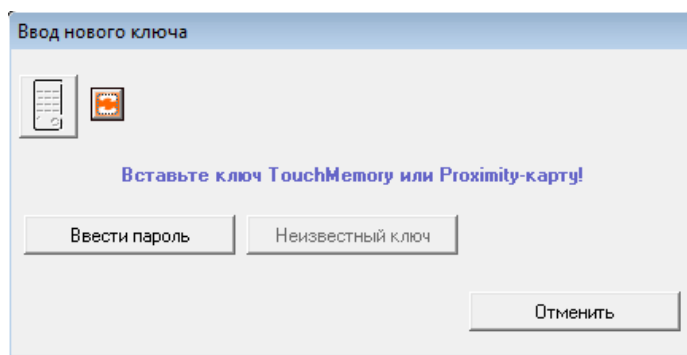 Ввод нового ключа
Вставьте ключ TouchMemory или Proximity-карту!
Ввести пароль
Неизвестный ключ
Отменить